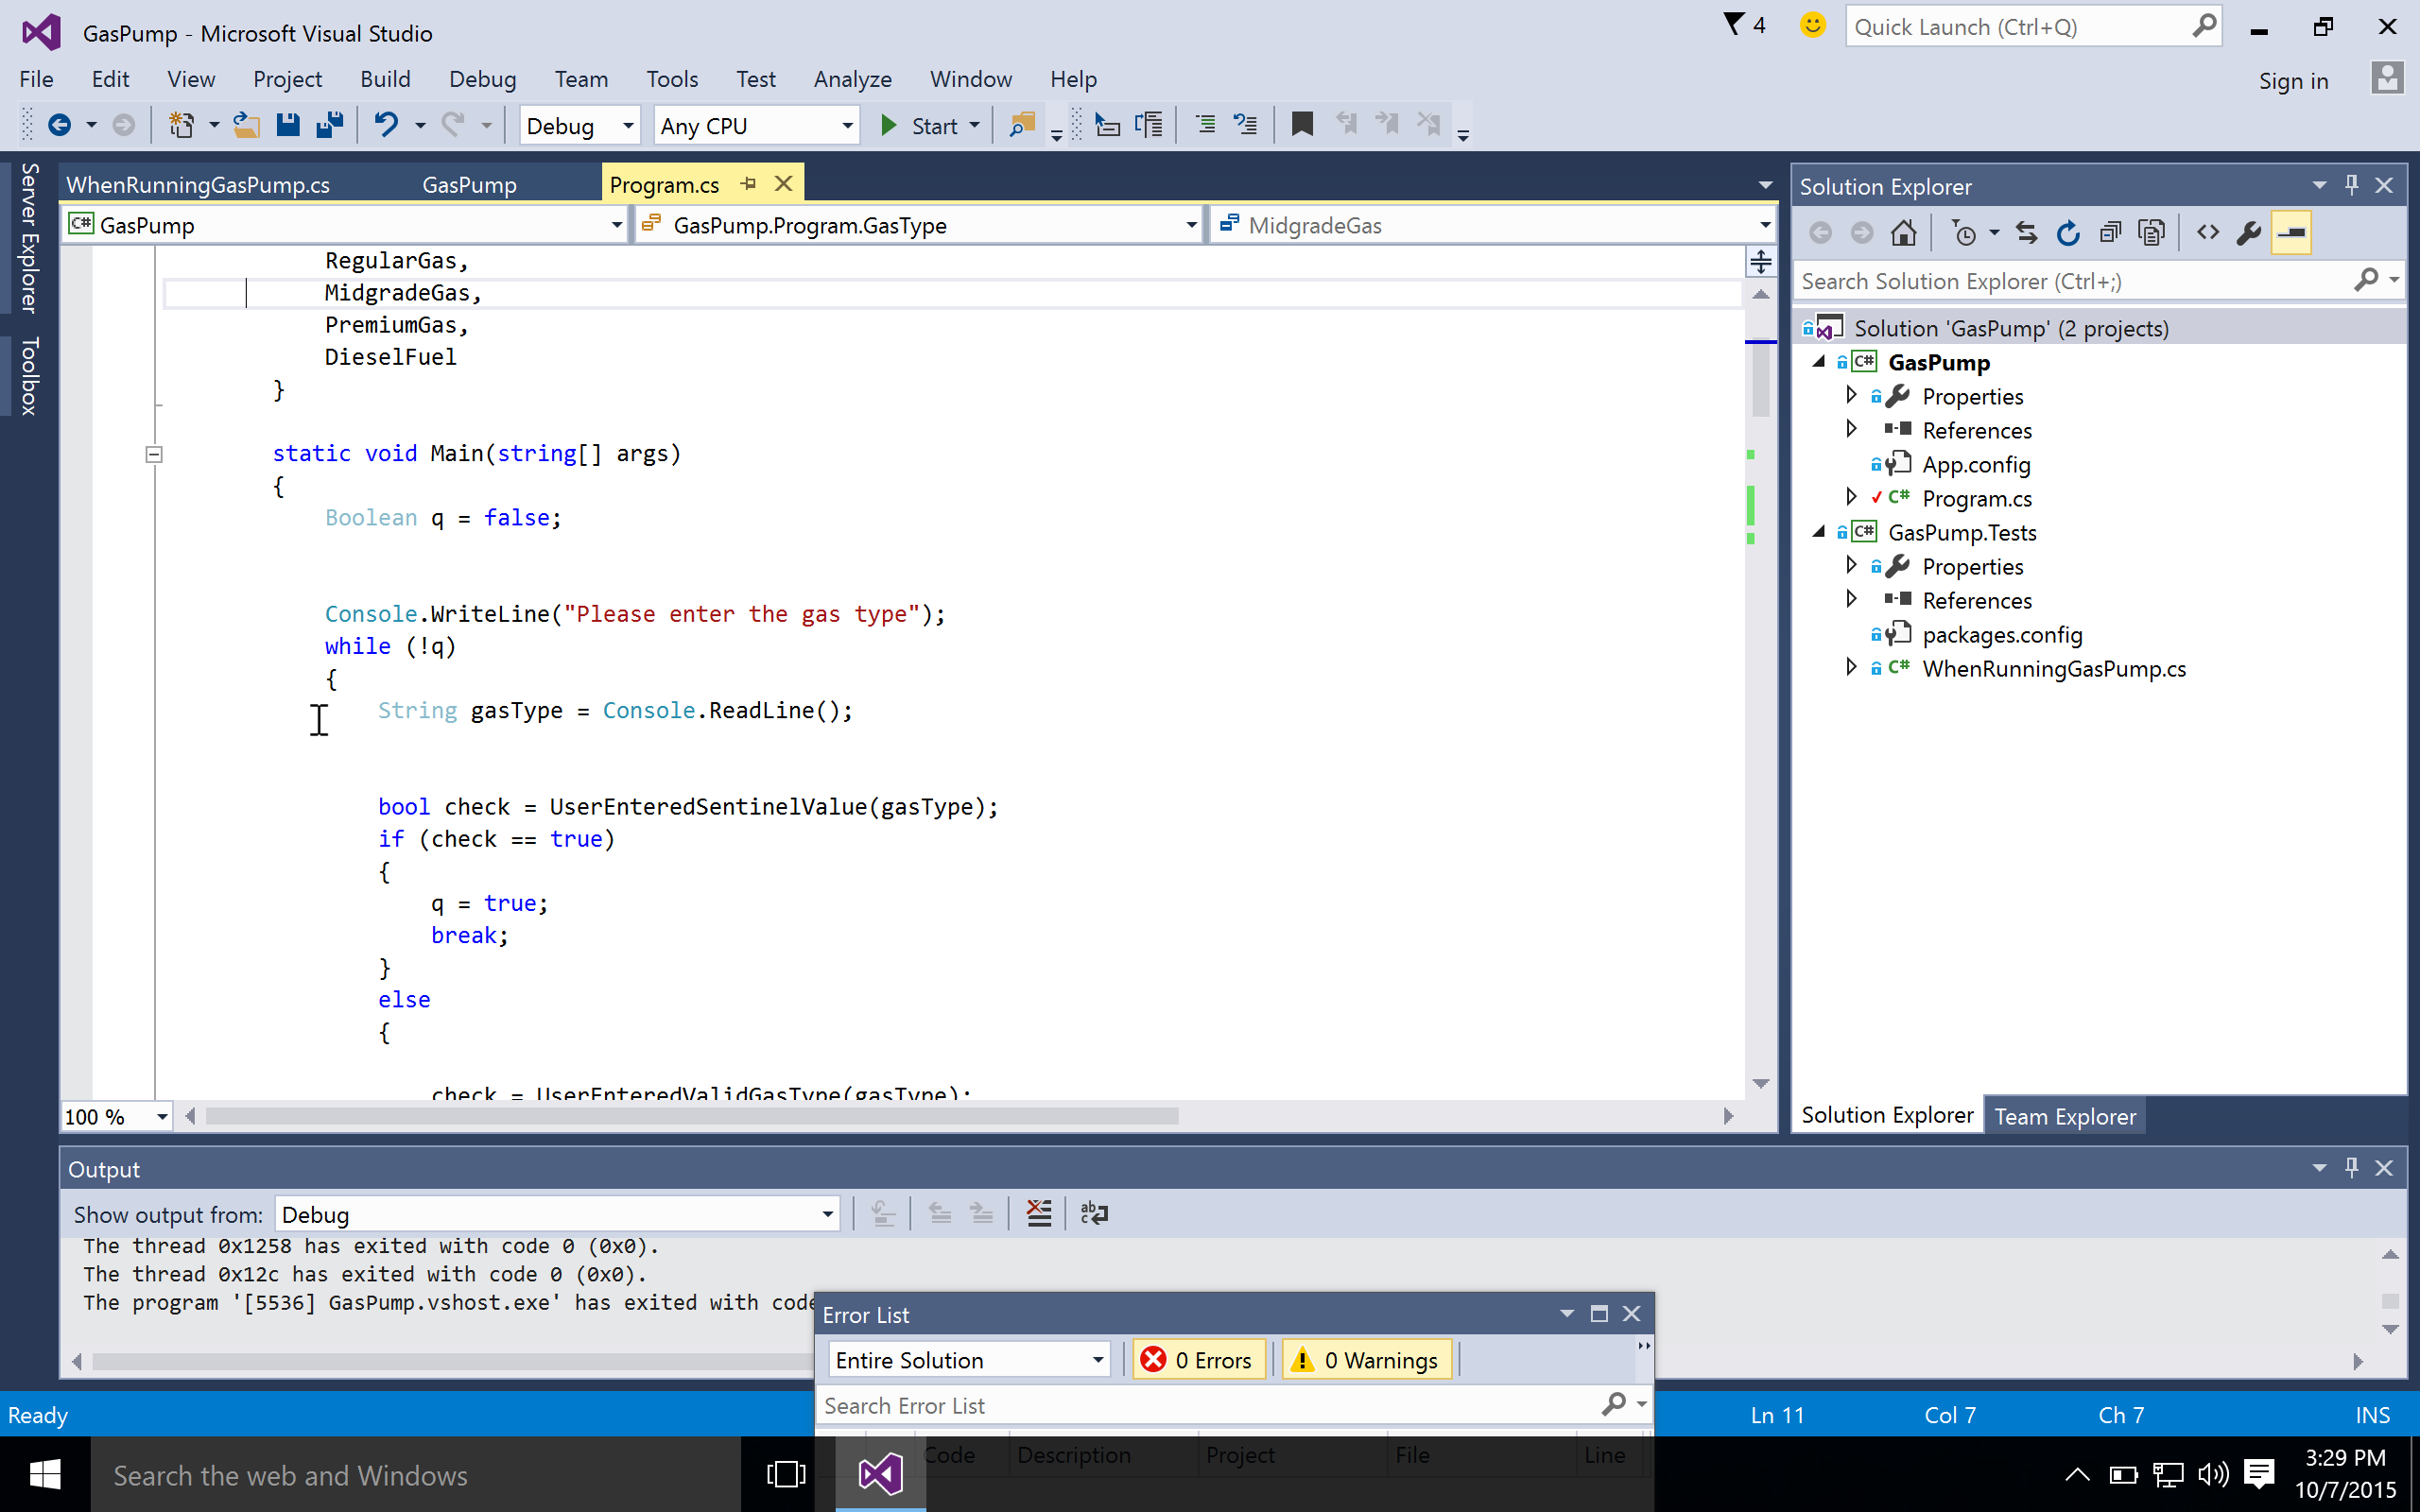 GasPump - Microsoft Visual Studio
4
Quick Launch (Ctrl+Q)
File Edit View Project Build Debug Team Tools Test Analyze Window Help
Sign in
Debug Any CPU Start
Server Explorer
Toolbox
WhenRunningGasPump.cs GasPump Program.cs
C# GasPump GasPump.Program.GasType MidgradeGas
RegularGas,
MidgradeGas,
PremiumGas,
DieselFuel
}
static void Main(string[] args)
{
Boolean q = false;
Console.WriteLine("Please enter the gas type");
while (!q)
{
String gasType = Console.ReadLine();
bool check = UserEnteredSentinelValue(gasType);
if (check == true)
{
q = true;
break;
}
else
{
check = UserEnteredValidGasType(gasType);
100 %
Solution Explorer
Search Solution Explorer (Ctrl+;)
Solution 'GasPump' (2 projects)
C# GasPump
Properties
References
App.config
C# Program.cs
C# GasPump.Tests
Properties
References
packages.config
C# WhenRunningGasPump.cs
Solution Explorer Team Explorer
Output
Show output from: Debug
The thread 0x1258 has exited with code 0 (0x0).
The thread 0x12c has exited with code 0 (0x0).
The program '[5536] GasPump.vshost.exe' has exited with code
Error List
Entire Solution 0 Errors 0 Warnings
Search Error List
Code Description Project File Line
Ready
Ln 11 Col 7 Ch 7 INS
Search the web and Windows
3:29 PM
10/7/2015